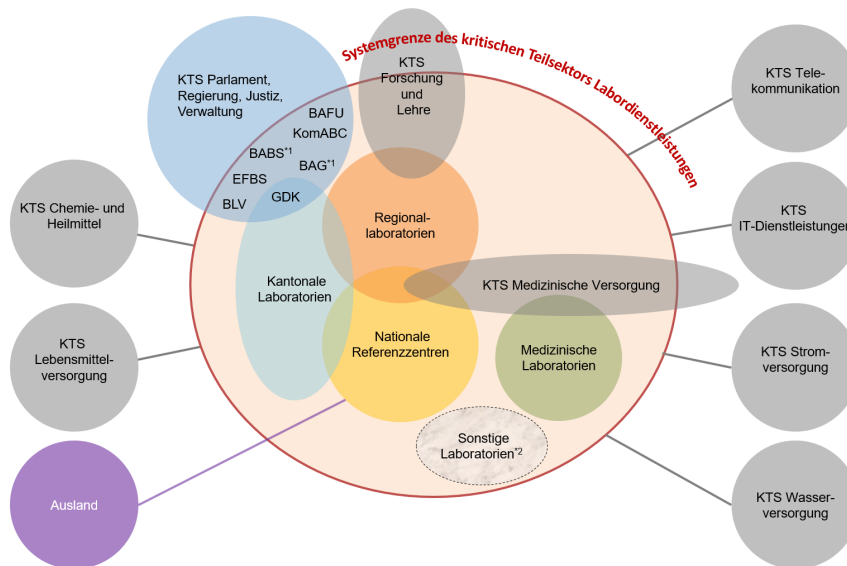 Systemgrenze des kritischen Teilsektors Labordienstleistungen
KTS Parlament,
Regierung, Justiz,
Verwaltung
BAFU
KomABC
BABS*1
BAG*1
EFBS
BLV
GDK
KTS
Forschung
und
Lehre
KTS Tele-
kommunikation
KTS Chemie- und
Heilmittel
Regional-
laboratorien
KTS
IT-Dienstleistungen
Kantonale
Laboratorien
KTS Medizinische Versorgung
KTS
Lebensmittel-
versorgung
Nationale
Referenzzentren
Medizinische
Laboratorien
KTS Strom-
versorgung
Sonstige
Laboratorien*2
Ausland
KTS Wasser-
versorgung